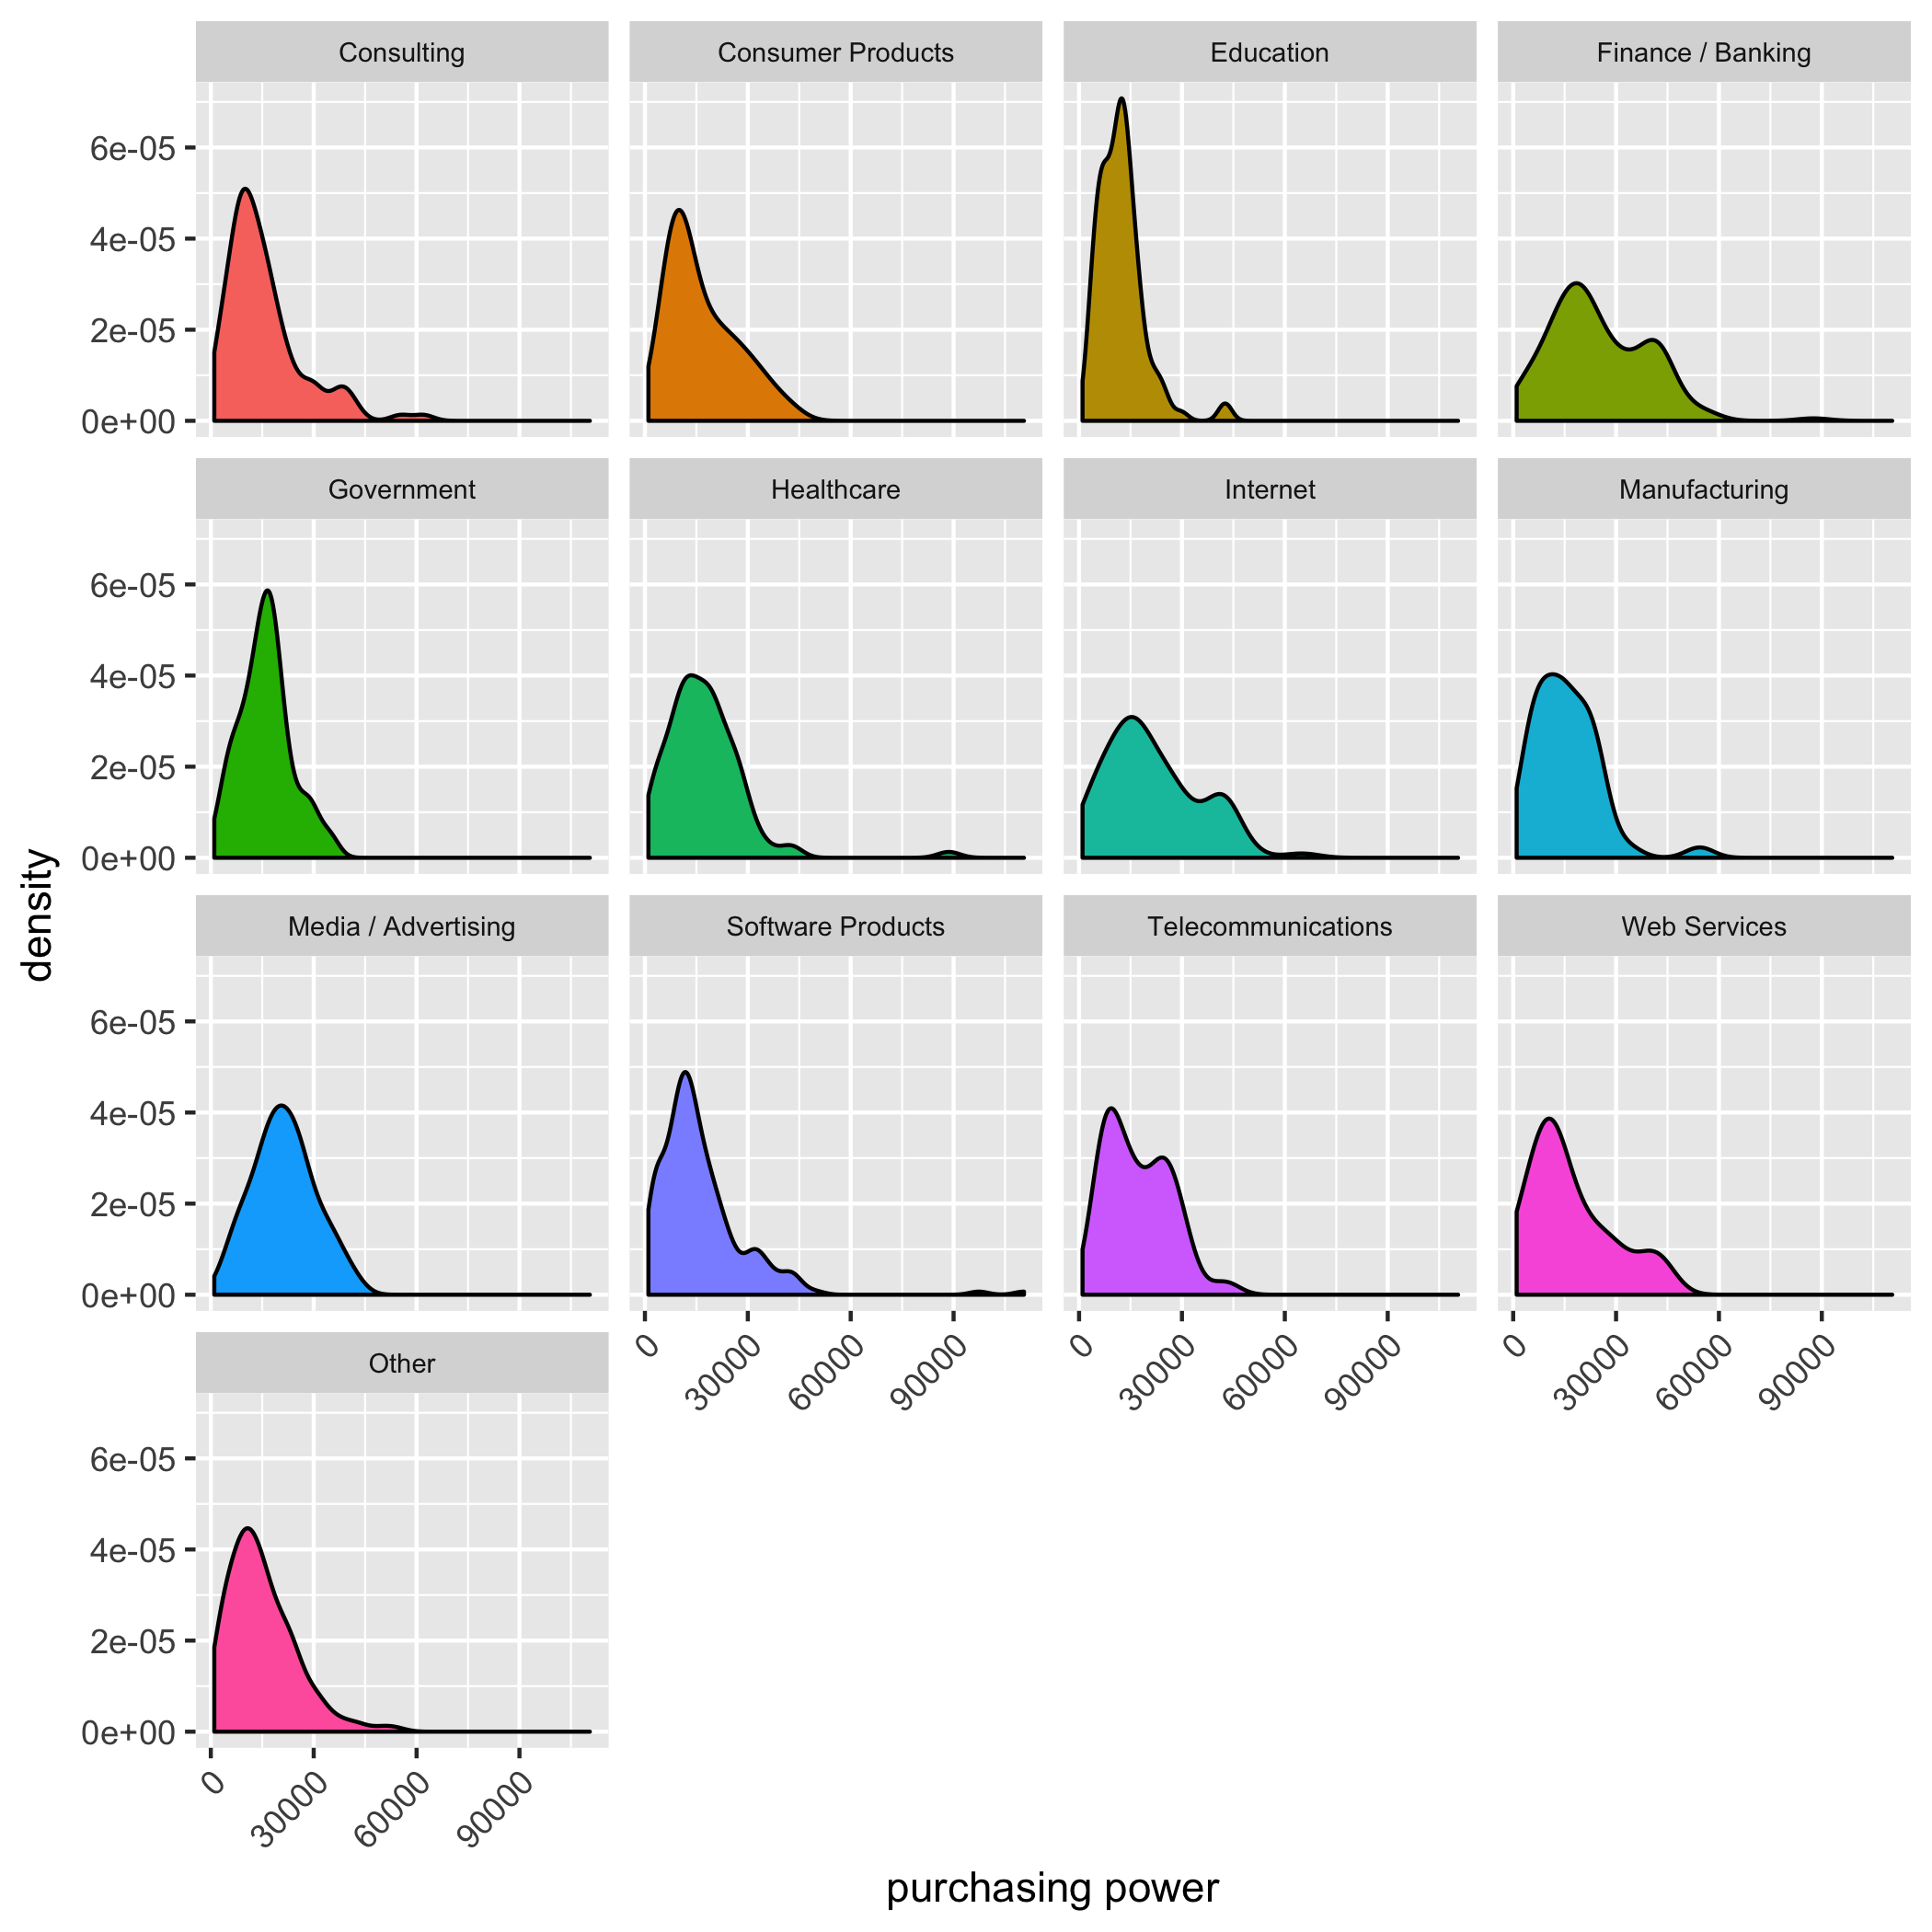 Consulting
Consumer Products
Education
Finance / Banking
6e-05
4e-05
2e-05
0e+00
Government
Healthcare
Internet
Manufacturing
6e-05
4e-05
2e-05
0e+00
density
Media / Advertising
Software Products
Telecommunications
Web Services
6e-05
4e-05
2e-05
0e+00
0
30000
60000
90000
0
30000
60000
90000
0
30000
60000
90000
Other
6e-05
4e-05
2e-05
0e+00
0
30000
60000
90000
purchasing power